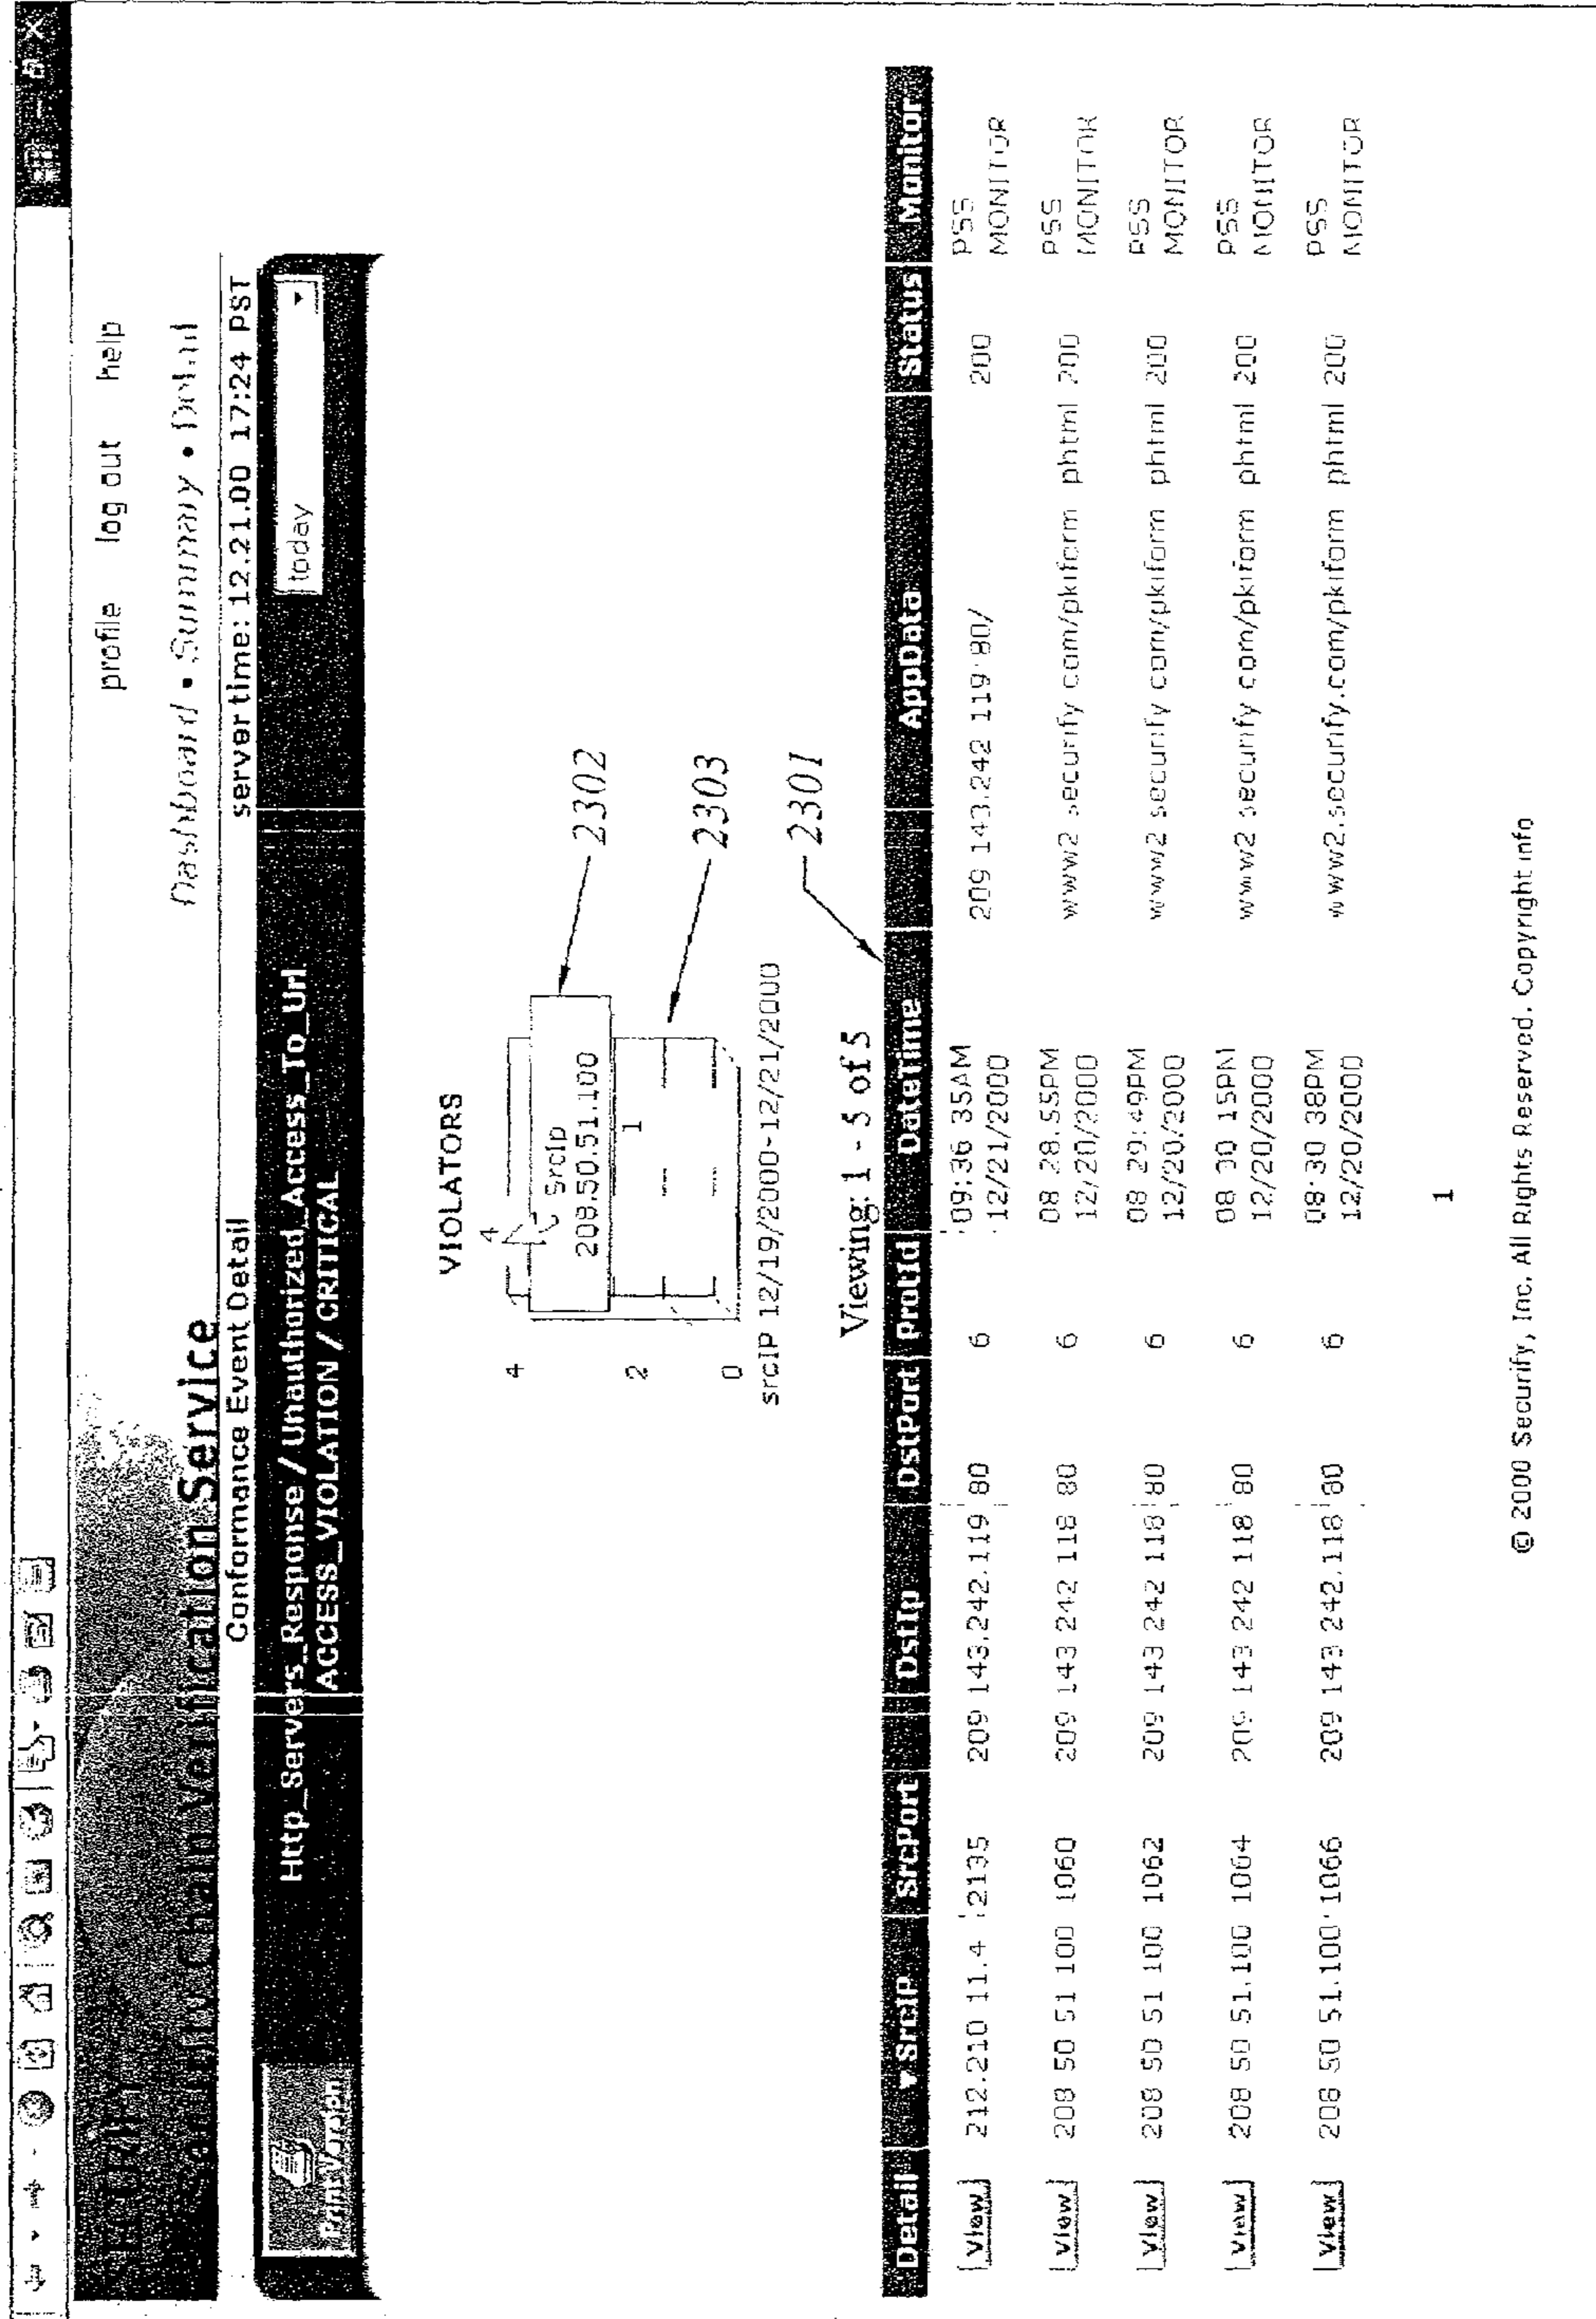 profile log out help
Dashboard • Summary • Detail
Verification Service
Conformance Event Detail
server time: 12.21.00 17:24 PST
Http_Servers_Response / Unauthorized_Access_To_Url
ACCESS_VIOLATION / CRITICAL
today
Print Version
VIOLATORS
4
4
SrcIp
208.50.51.100
2302
2
1
2303
0
srcIP 12/19/2000-12/21/2000
Viewing: 1 - 5 of 5
2301
Detail ▾ SrcIP SrcPort DstIp DstPort ProtId Datetime AppData Status Monitor
View 212.210 11.4 2135 209 143.242.119 80 6 09:36 35AM 209 143.242 119:80/ 200 PSS
12/21/2000 MONITOR
View 208 50 51 100 1060 209 143 242 118 80 6 08 28.55PM www2 securify com/pkiform phtml 200 PSS
12/20/2000 MONITOR
View 208 50 51 100 1062 209 143 242 118 80 6 08 29:49PM www2 securify com/pkiform phtml 200 PSS
12/20/2000 MONITOR
View 208 50 51.100 1064 209 143 242 118 80 6 08 30 15PM www2 securify com/pkiform phtml 200 PSS
12/20/2000 MONITOR
View 208 50 51.100 1066 209 143 242.118 80 6 08:30 38PM www2.securify.com/pkiform phtml 200 PSS
12/20/2000 MONITOR
1
© 2000 Securify, Inc. All Rights Reserved. Copyright info